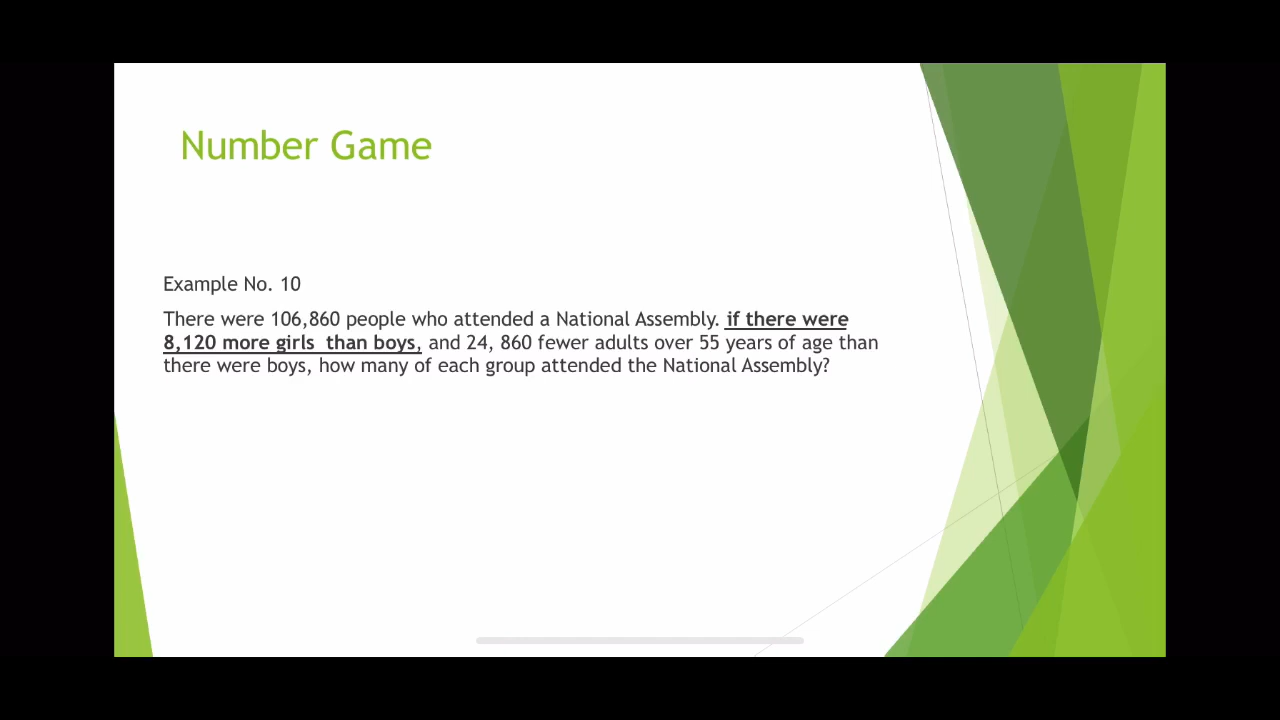 Number Game
Example No. 10
There were 106,860 people who attended a National Assembly. if there were
8,120 more girls  than boys, and 24, 860 fewer adults over 55 years of age than
there were boys, how many of each group attended the National Assembly?